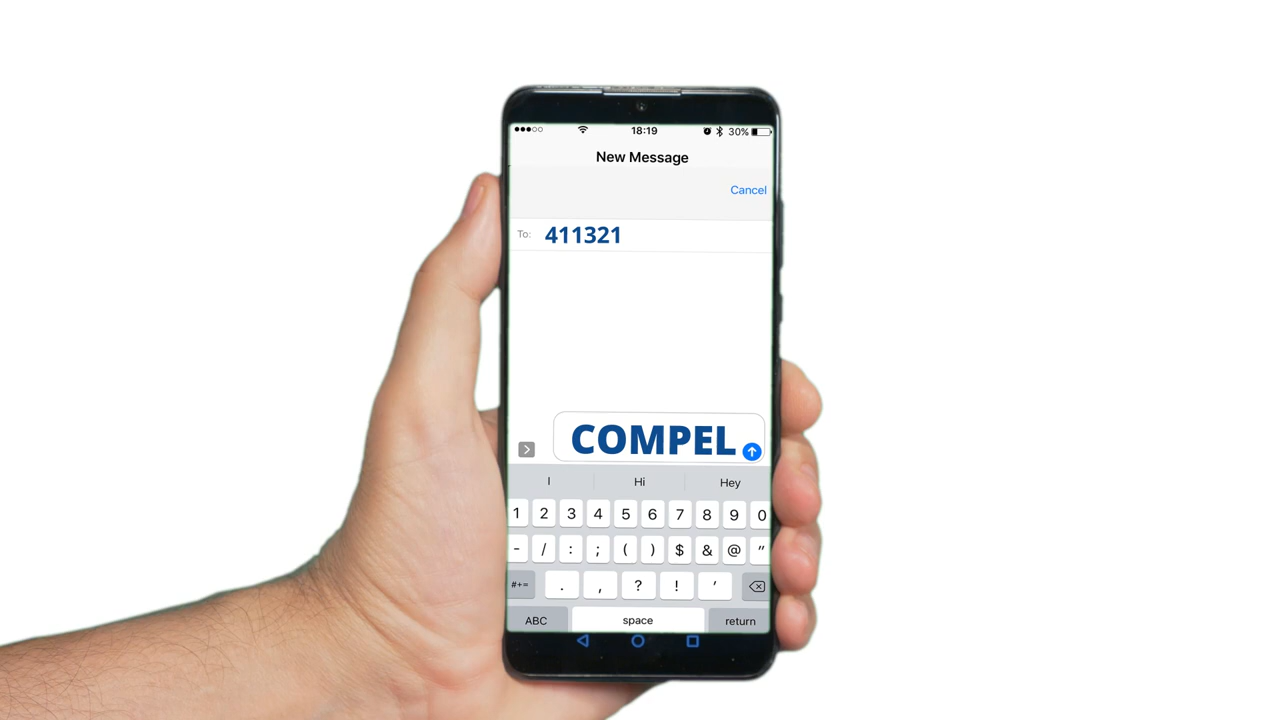 18:19 30%
New Message
Cancel
To: 411321
COMPEL
I Hi Hey
1 2 3 4 5 6 7 8 9 0
- / : ; ( ) $ & @ "
#+= . , ? ! '
ABC space return